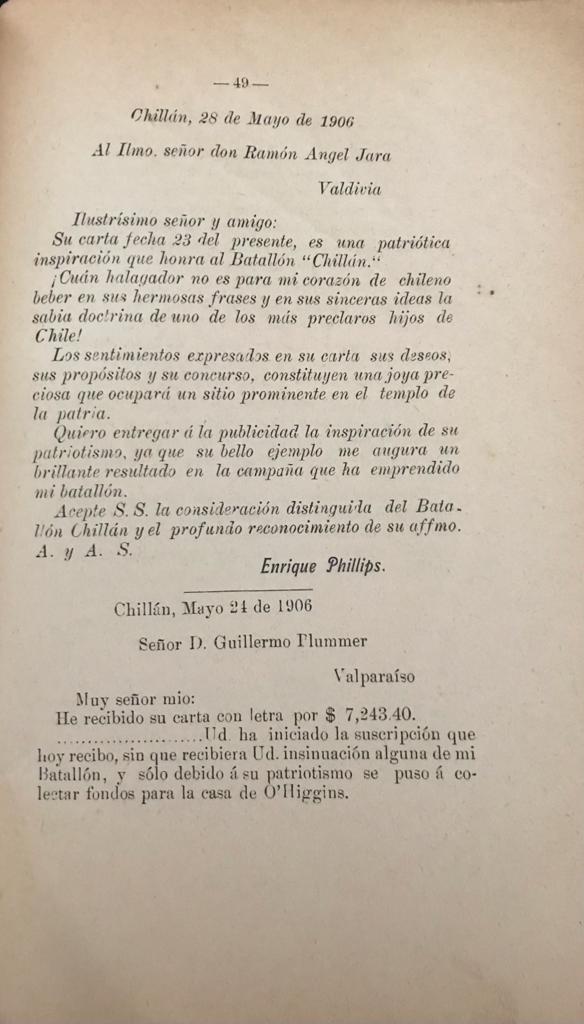 — 49 —
Chillán, 28 de Mayo de 1906
Al Ilmo. señor don Ramón Angel Jara
Valdivia
Ilustrísimo señor y amigo:
Su carta fecha 23 del presente, es una patriótica
inspiración que honra al Batallón "Chillán."
¡Cuán halagador no es para mi corazón de chileno
beber en sus hermosas frases y en sus sinceras ideas la
sabia doctrina de uno de los más preclaros hijos de
Chile!
Los sentimientos expresados en su carta sus deseos,
sus propósitos y su concurso, constituyen una joya pre-
ciosa que ocupará un sitio prominente en el templo de
la patria.
Quiero entregar á la publicidad la inspiración de su
patriotismo, ya que su bello ejemplo me augura un
brillante resultado en la campaña que ha emprendido
mi batallón.
Acepte S. S. la consideración distinguida del Bata-
llón Chillán y el profundo reconocimiento de su affmo.
A. y A. S.
Enrique Phillips.
Chillán, Mayo 24 de 1906
Señor D. Guillermo Plummer
Valparaíso
Muy señor mio:
He recibido su carta con letra por $ 7,243.40.
.......................Ud. ha iniciado la suscripción que
hoy recibo, sin que recibiera Ud. insinuación alguna de mi
Batallón, y sólo debido á su patriotismo se puso á co-
lectar fondos para la casa de O'Higgins.